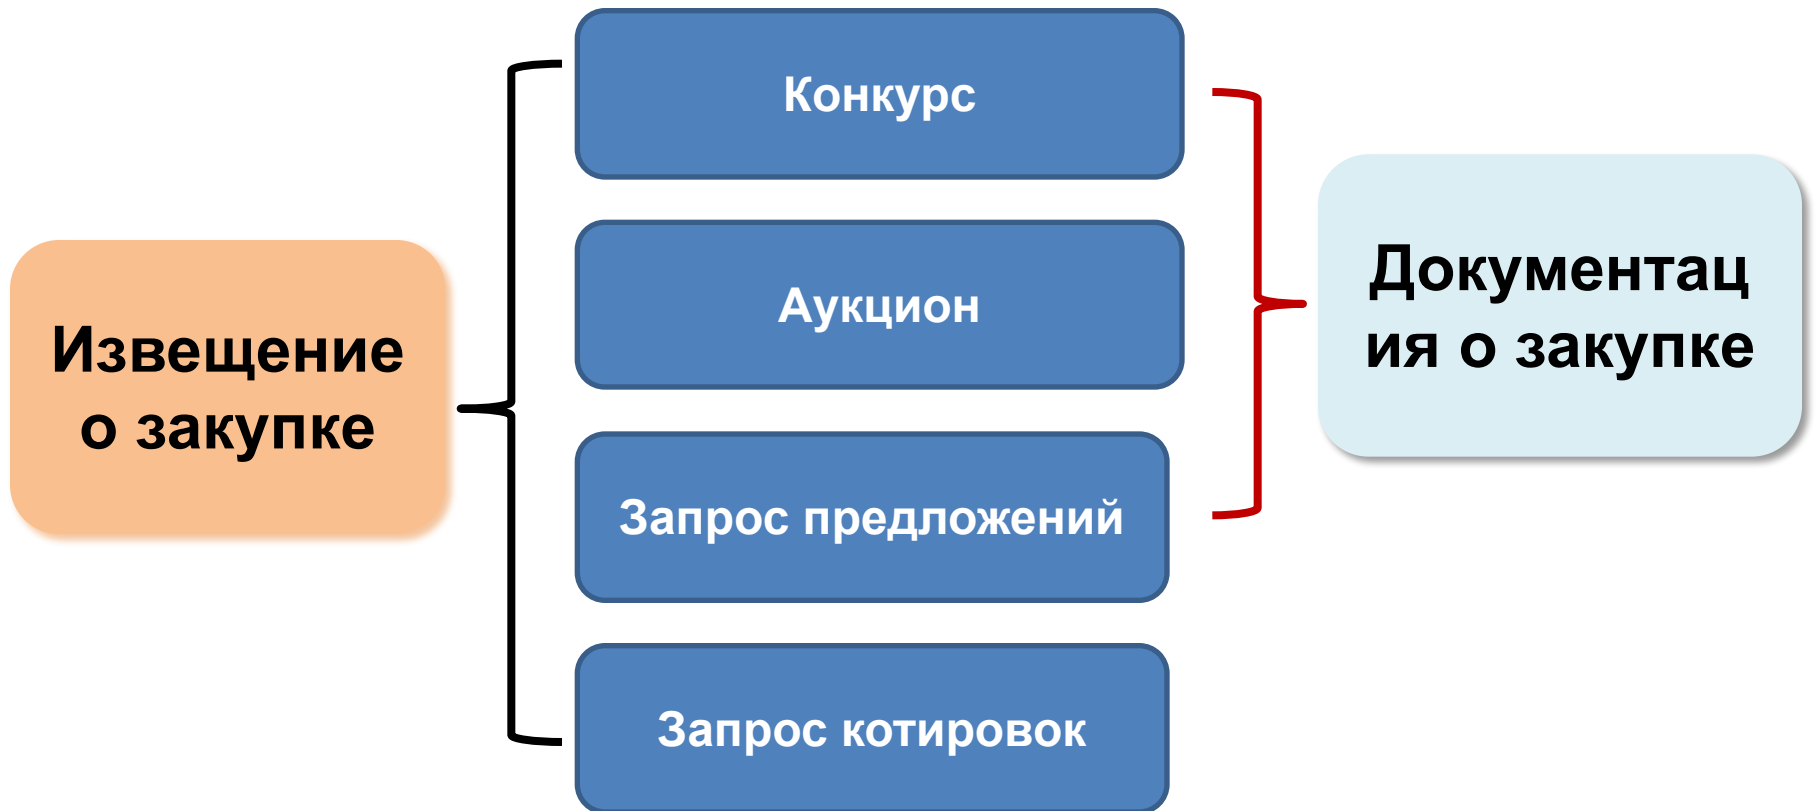 Извещение
о закупке
Конкурс
Аукцион
Запрос предложений
Запрос котировок
Документац
ия о закупке